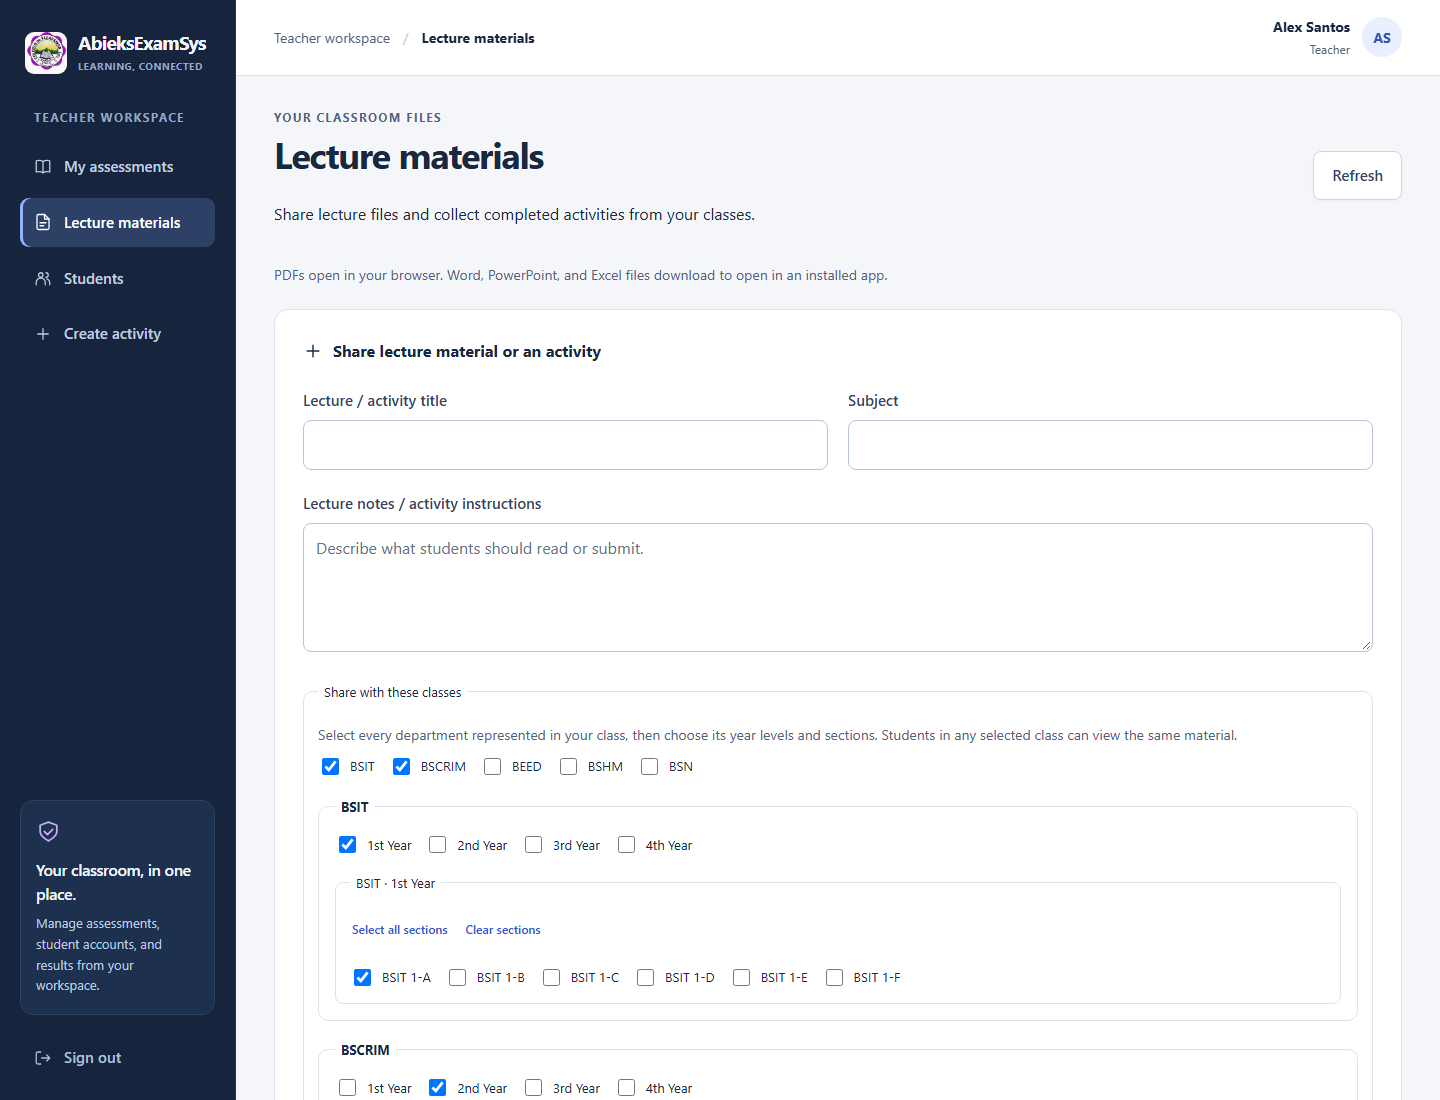 AbieksExamSys
LEARNING, CONNECTED
TEACHER WORKSPACE
My assessments
Lecture materials
Students
Create activity
Your classroom, in one
place.
Manage assessments,
student accounts, and
results from your
workspace.
Sign out
Teacher workspace / Lecture materials
Alex Santos
Teacher
AS
YOUR CLASSROOM FILES
Lecture materials
Refresh
Share lecture files and collect completed activities from your classes.
PDFs open in your browser. Word, PowerPoint, and Excel files download to open in an installed app.
Share lecture material or an activity
Lecture / activity title
Subject
Lecture notes / activity instructions
Describe what students should read or submit.
Share with these classes
Select every department represented in your class, then choose its year levels and sections. Students in any selected class can view the same material.
BSIT BSCRIM BEED BSHM BSN
BSIT
1st Year 2nd Year 3rd Year 4th Year
BSIT · 1st Year
Select all sections Clear sections
BSIT 1-A BSIT 1-B BSIT 1-C BSIT 1-D BSIT 1-E BSIT 1-F
BSCRIM
1st Year 2nd Year 3rd Year 4th Year